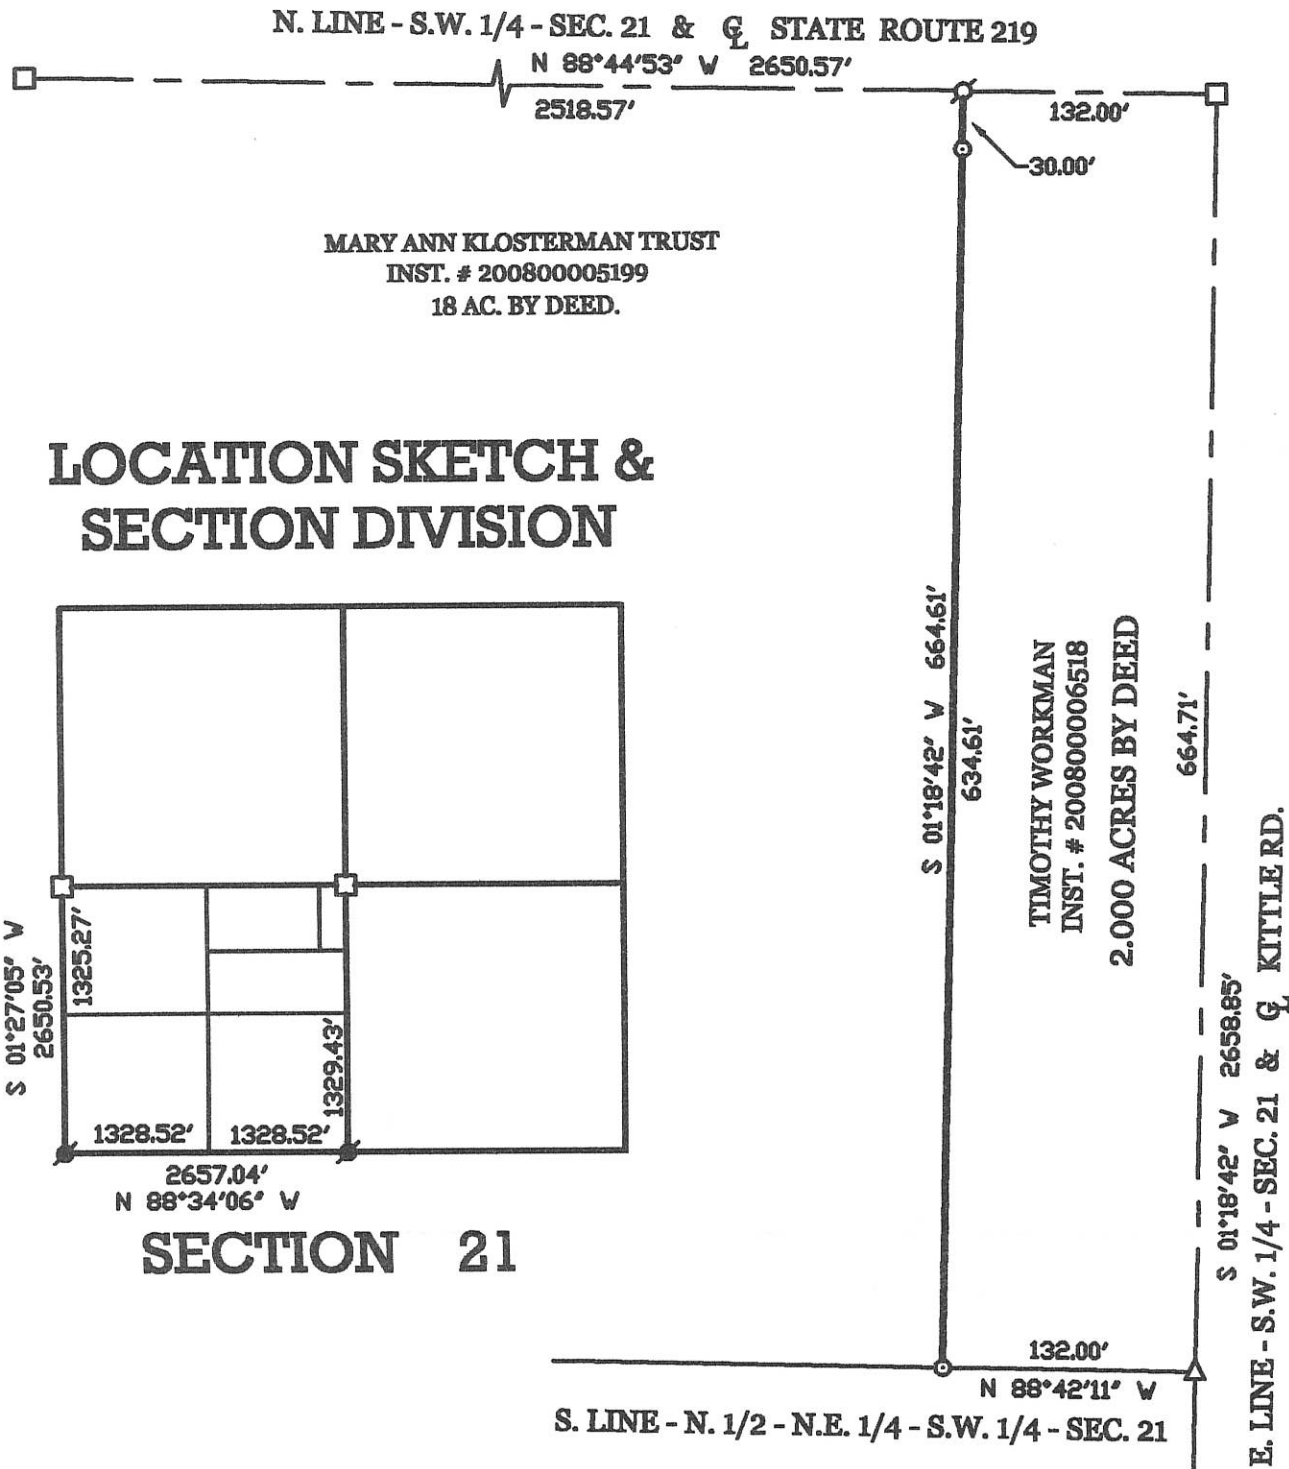 N. LINE - S.W. 1/4 - SEC. 21 & ℄ STATE ROUTE 219
N 88°44'53" W 2650.57'
2518.57'
132.00'
30.00'
MARY ANN KLOSTERMAN TRUST
INST. # 200800005199
18 AC. BY DEED.
LOCATION SKETCH &
SECTION DIVISION
S 01°18'42" W 664.61'
634.61'
TIMOTHY WORKMAN
INST. # 200800006518
2.000 ACRES BY DEED
664.71'
S 01°18'42" W 2658.85'
E. LINE - S.W. 1/4 - SEC. 21 & ℄ KITTLE RD.
S 01°27'05" W
2650.53'
1325.27'
1329.43'
1328.52'
1328.52'
2657.04'
N 88°34'06" W
SECTION 21
132.00'
N 88°42'11" W
S. LINE - N. 1/2 - N.E. 1/4 - S.W. 1/4 - SEC. 21